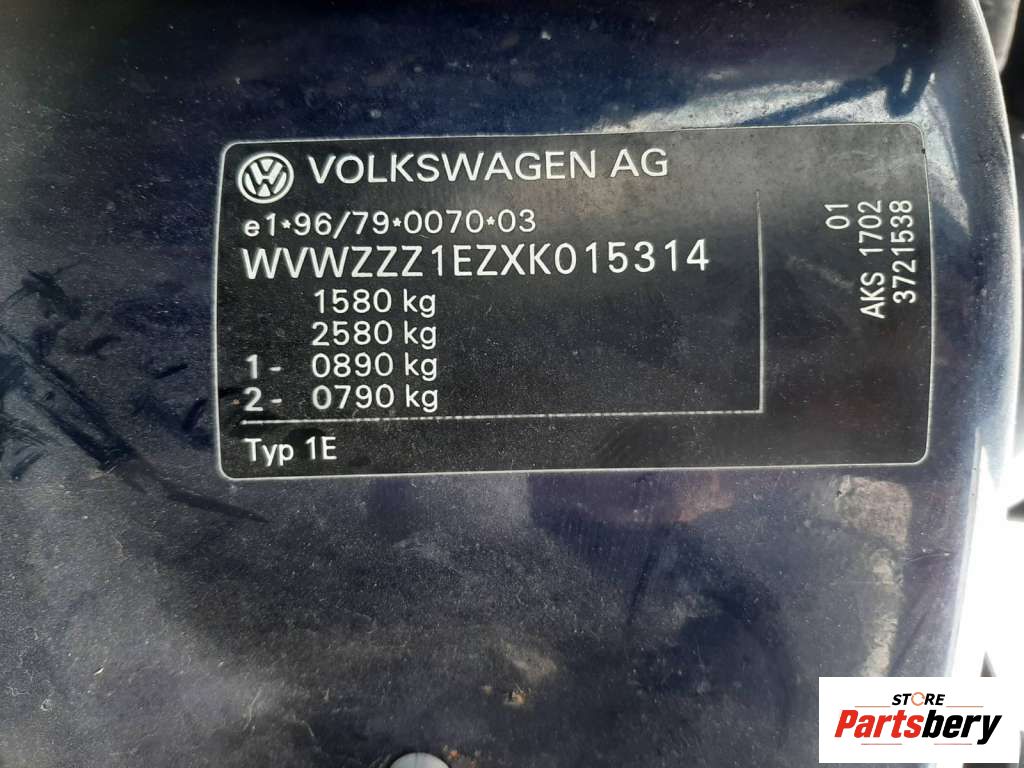 VOLKSWAGEN AG
e1*96/79*0070*03
WVWZZZ1EZXK015314
1580 kg
2580 kg
1- 0890 kg
2- 0790 kg
Typ 1E
01
AKS 1702
3721538
STORE
Partsbery